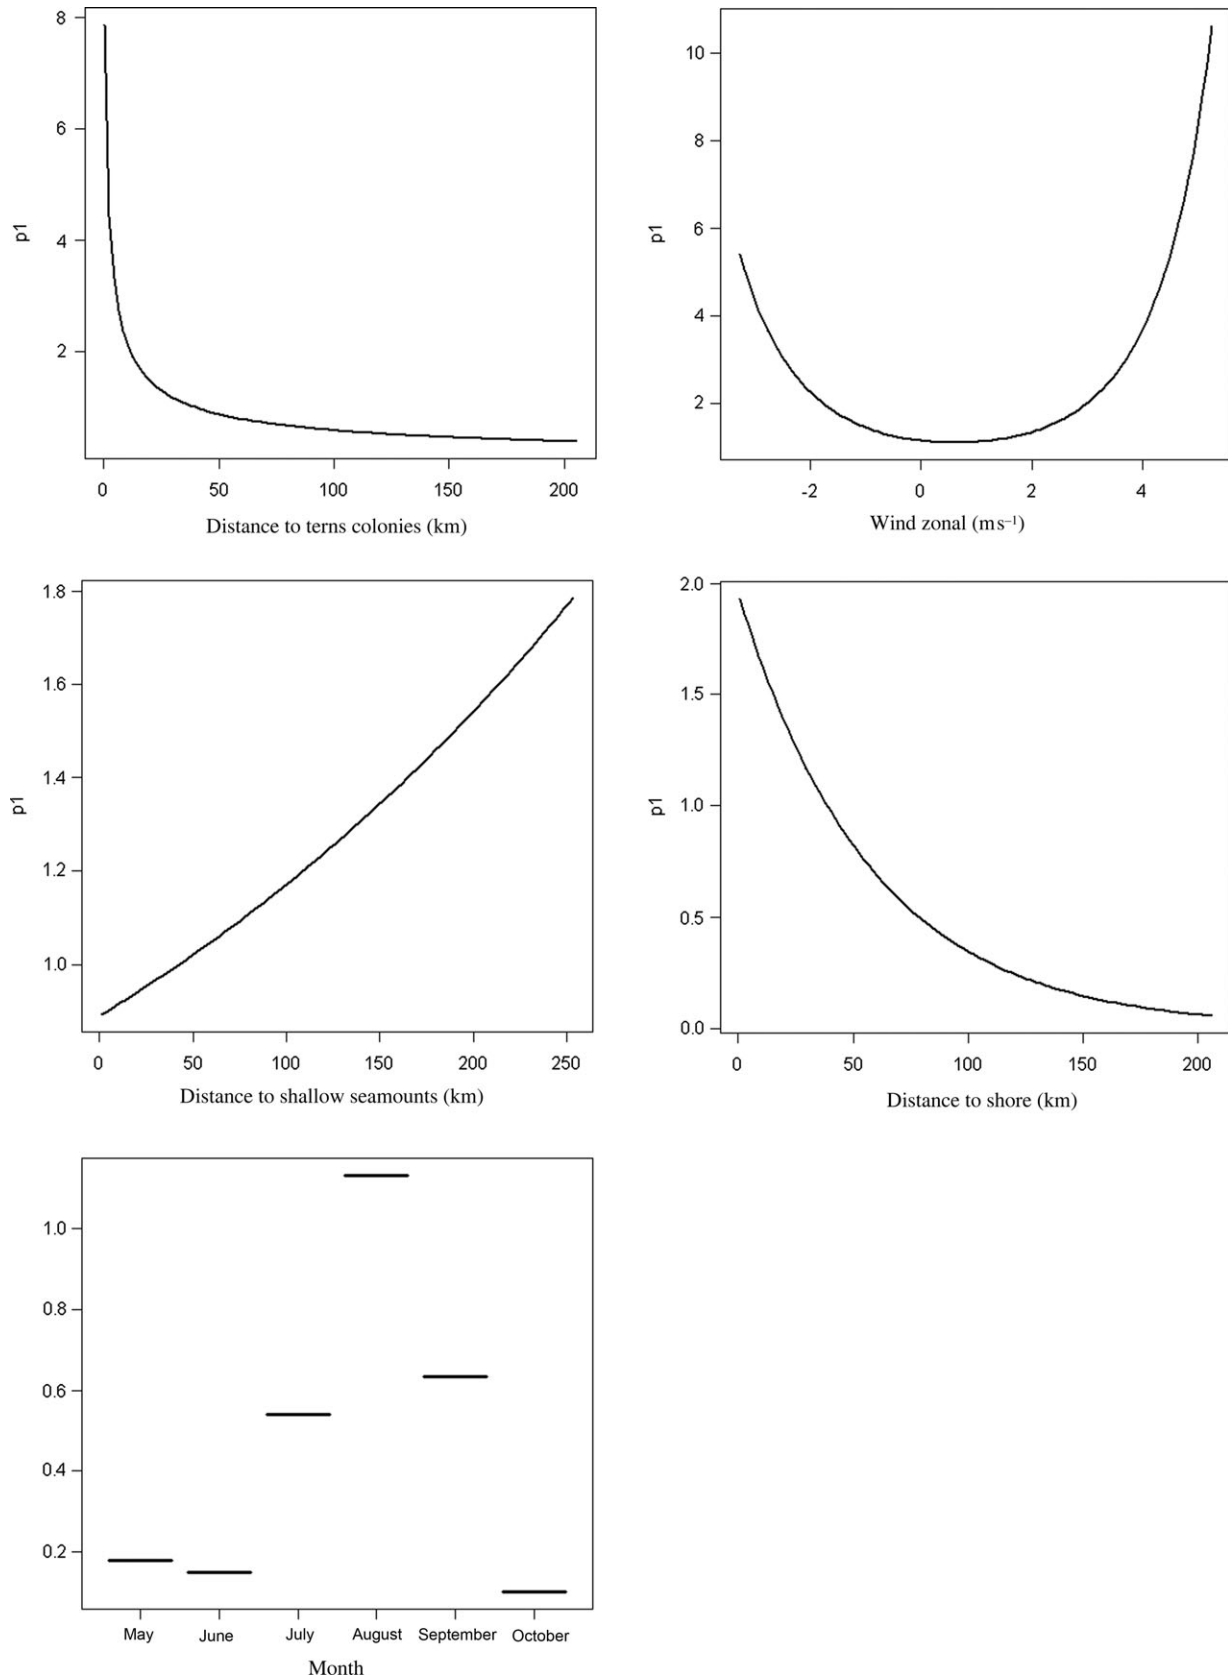 8
6
4
2
p1
0 50 100 150 200
Distance to terns colonies (km)
10
8
6
4
2
p1
-2 0 2 4
Wind zonal (m s⁻¹)
1.8
1.6
1.4
1.2
1.0
p1
0 50 100 150 200 250
Distance to shallow seamounts (km)
2.0
1.5
1.0
0.5
0.0
p1
0 50 100 150 200
Distance to shore (km)
1.0
0.8
0.6
0.4
0.2
May June July August September October
Month